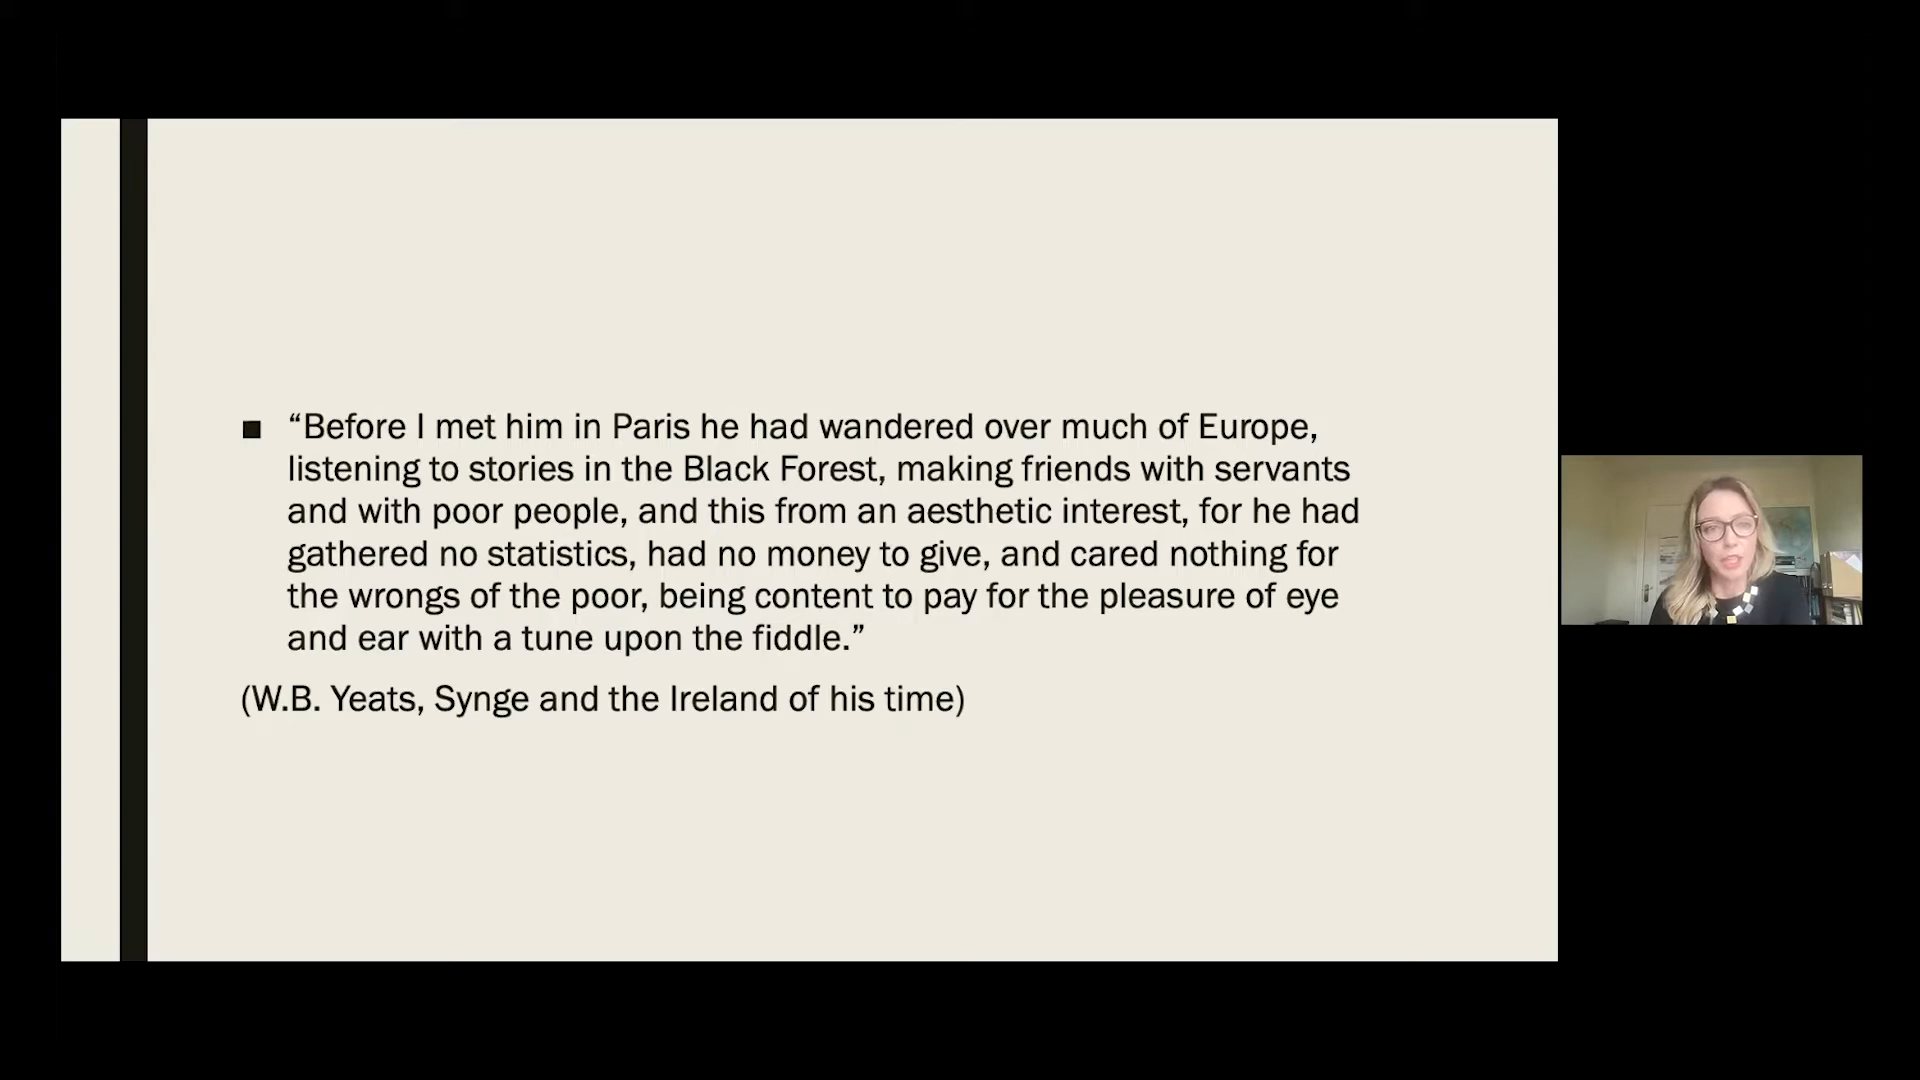 ■ “Before I met him in Paris he had wandered over much of Europe,
listening to stories in the Black Forest, making friends with servants
and with poor people, and this from an aesthetic interest, for he had
gathered no statistics, had no money to give, and cared nothing for
the wrongs of the poor, being content to pay for the pleasure of eye
and ear with a tune upon the fiddle.”
(W.B. Yeats, Synge and the Ireland of his time)